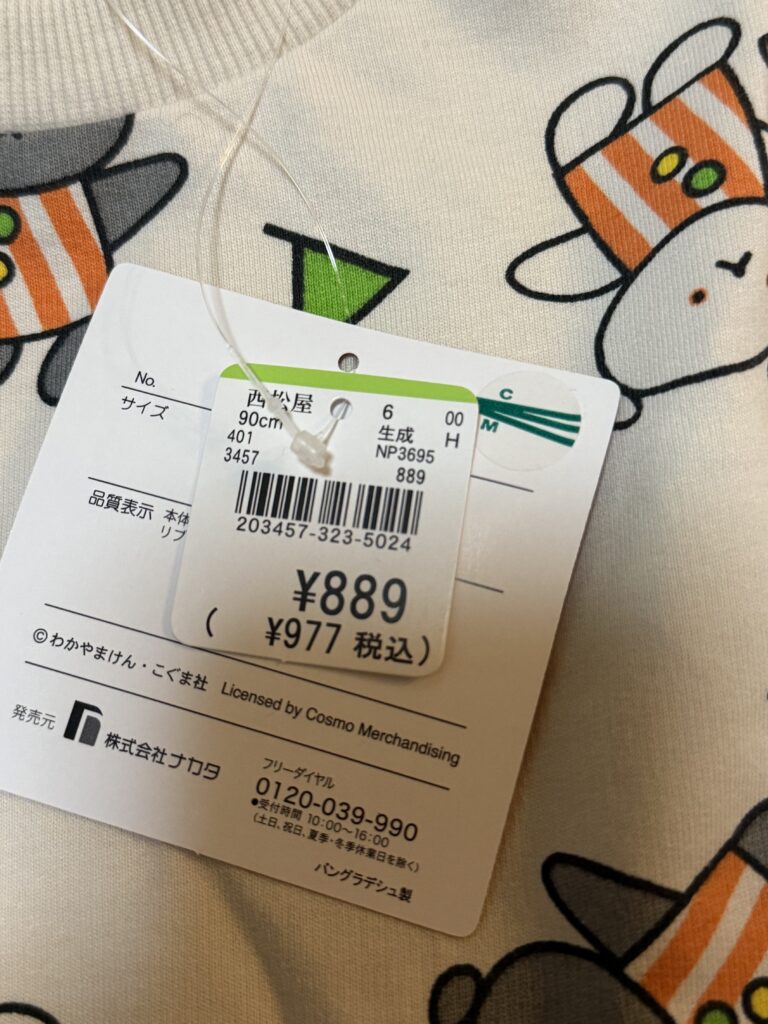 No.
サイズ
品質表示 本体
リブ
西松屋 6 00
90cm 生成 H
401 NP3695
3457 889
203457-323-5024
¥889
( ¥977 税込)
C
M
©わかやまけん・こぐま社 Licensed by Cosmo Merchandising
発売元 株式会社ナカタ
フリーダイヤル
0120-039-990
●受付時間 10:00〜16:00
(土日、祝日、夏季・冬季休業日を除く)
バングラデシュ製